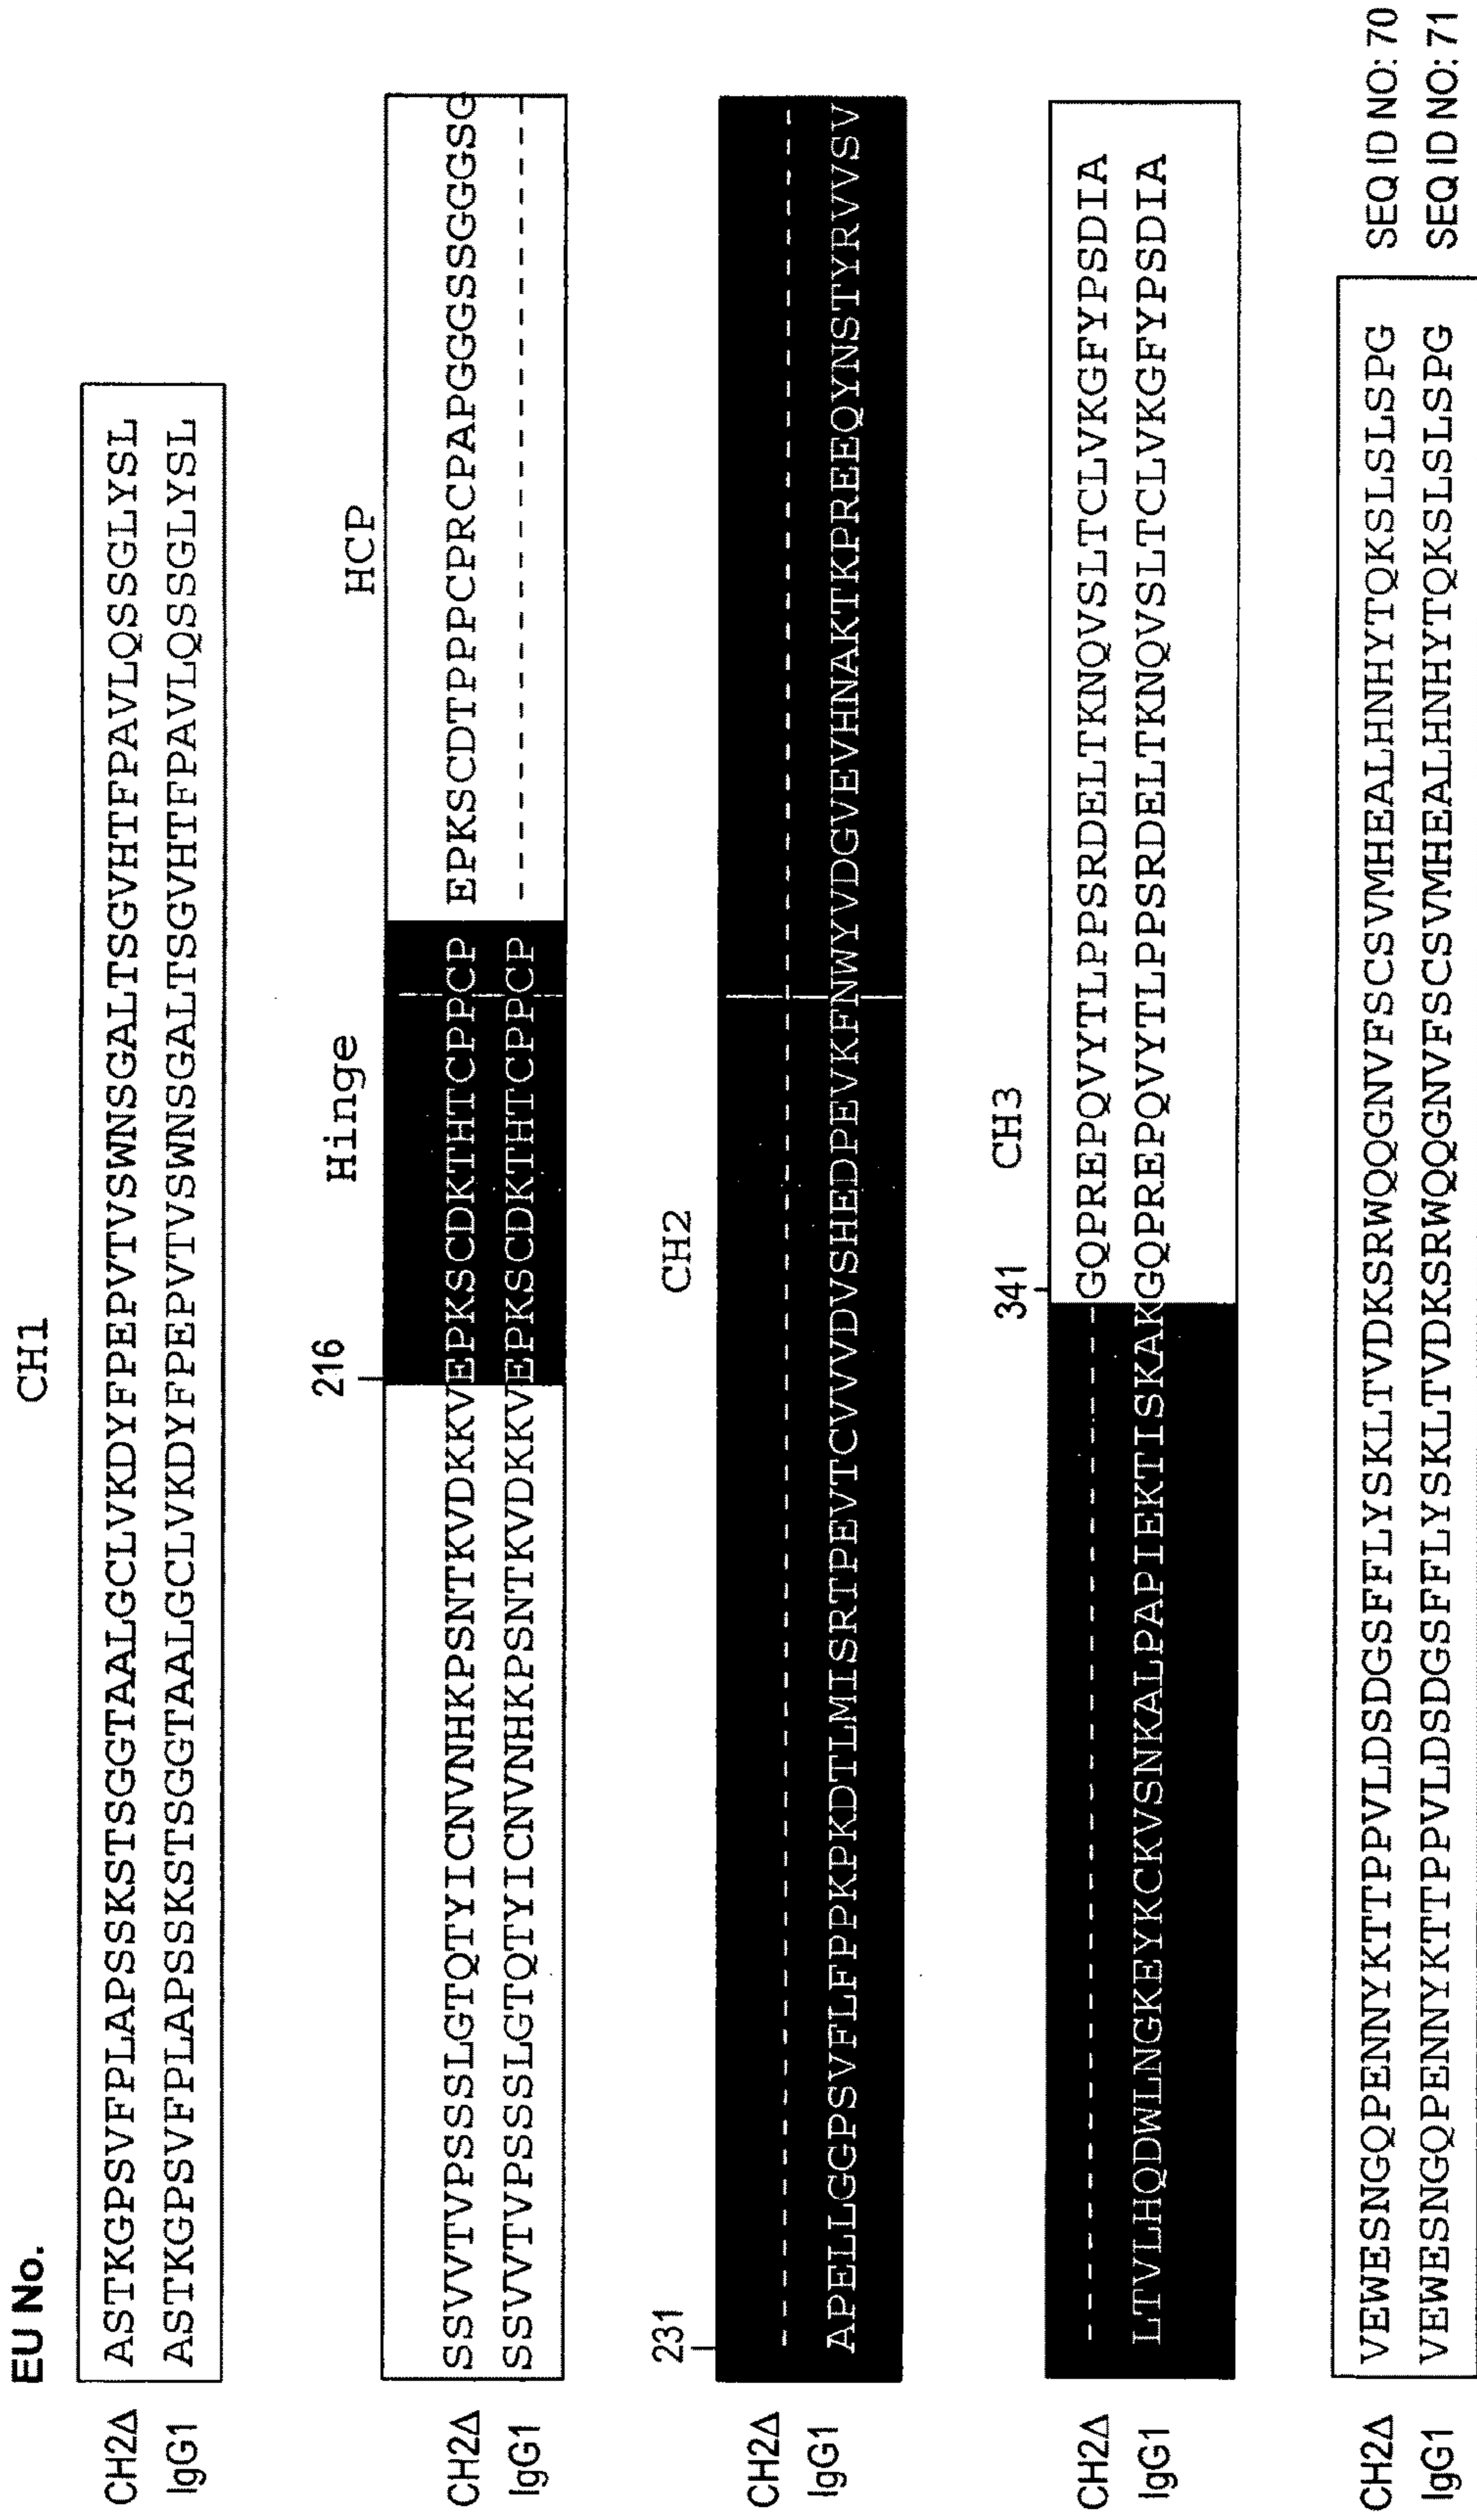 EU No.
CH1
CH2Δ ASTKGPSVFPLAPSSKSTSGGTAALGCLVKDYFPEPVTVSWNSGALTSGVHTFPAVLQSSGLYSL
IgG1 ASTKGPSVFPLAPSSKSTSGGTAALGCLVKDYFPEPVTVSWNSGALTSGVHTFPAVLQSSGLYSL
216 Hinge HCP
CH2Δ SSVVTVPSSSLGTQTYICNVNHKPSNTKVDKKVEPKSCDKTHTCPPCP EPKSCDTPPPCPRCPAPGGGSSGGGSG
IgG1 SSVVTVPSSSLGTQTYICNVNHKPSNTKVDKKVEPKSCDKTHTCPPCP --------------------------
231 CH2
CH2Δ ---------------------------------------------------------------------------
IgG1 APELLGGPSVFLFPPKPKDTLMISRTPEVTCVVVDVSHEDPEVKFNWYVDGVEVHNAKTKPREEQYNSTYRVVSV
341 CH3
CH2Δ -----------------------------------GQPREPQVYTLPPSRDELTKNQVSLTCLVKGFYPSDIA
IgG1 LTVLHQDWLNGKEYKCKVSNKALPAPIEKTISKAKGQPREPQVYTLPPSRDELTKNQVSLTCLVKGFYPSDIA
CH2Δ VEWESNGQPENNYKTTPPVLDSDGSFFLYSKLTVDKSRWQQGNVFSCSVMHEALHNHYTQKSLSLSPG SEQ ID NO: 70
IgG1 VEWESNGQPENNYKTTPPVLDSDGSFFLYSKLTVDKSRWQQGNVFSCSVMHEALHNHYTQKSLSLSPG SEQ ID NO: 71